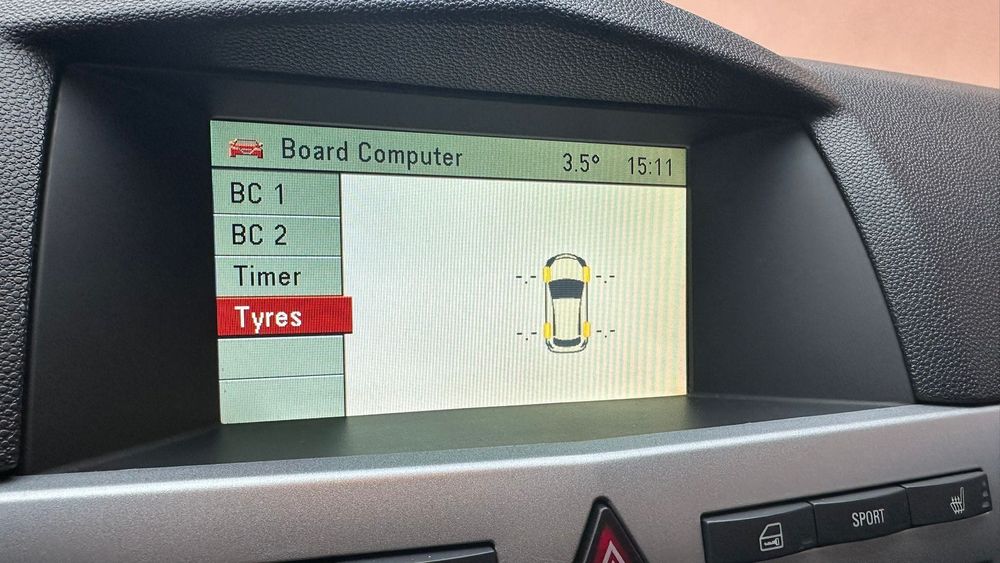 Board Computer 3.5° 15:11
BC 1
BC 2
Timer
Tyres
-.- -.-
-.- -.-
SPORT